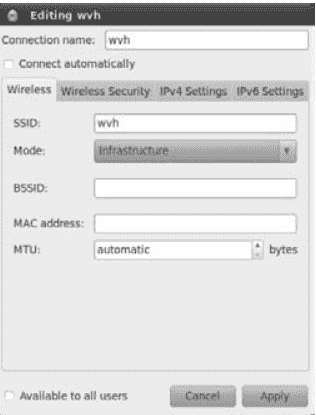 Editing wvh
Connection name: wvh
Connect automatically
Wireless Wireless Security IPv4 Settings IPv6 Settings
SSID: wvh
Mode: Infrastructure
BSSID:
MAC address:
MTU: automatic bytes
Available to all users Cancel Apply